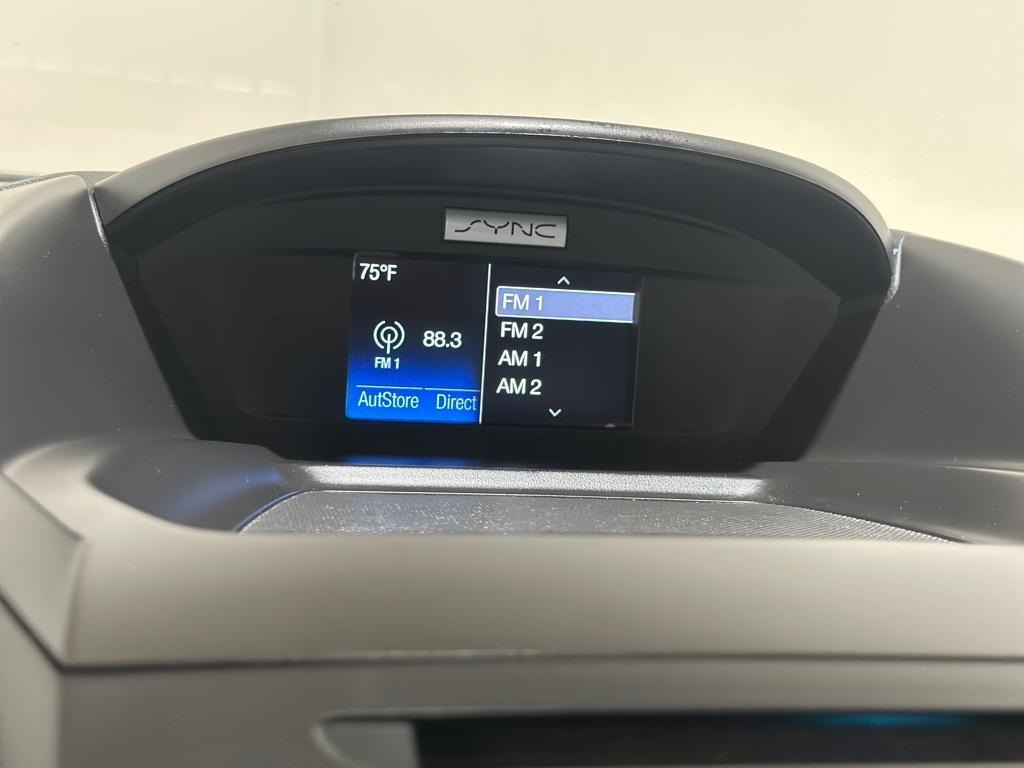 SYNC
75°F
88.3
FM 1
AutStore Direct
FM 1
FM 2
AM 1
AM 2